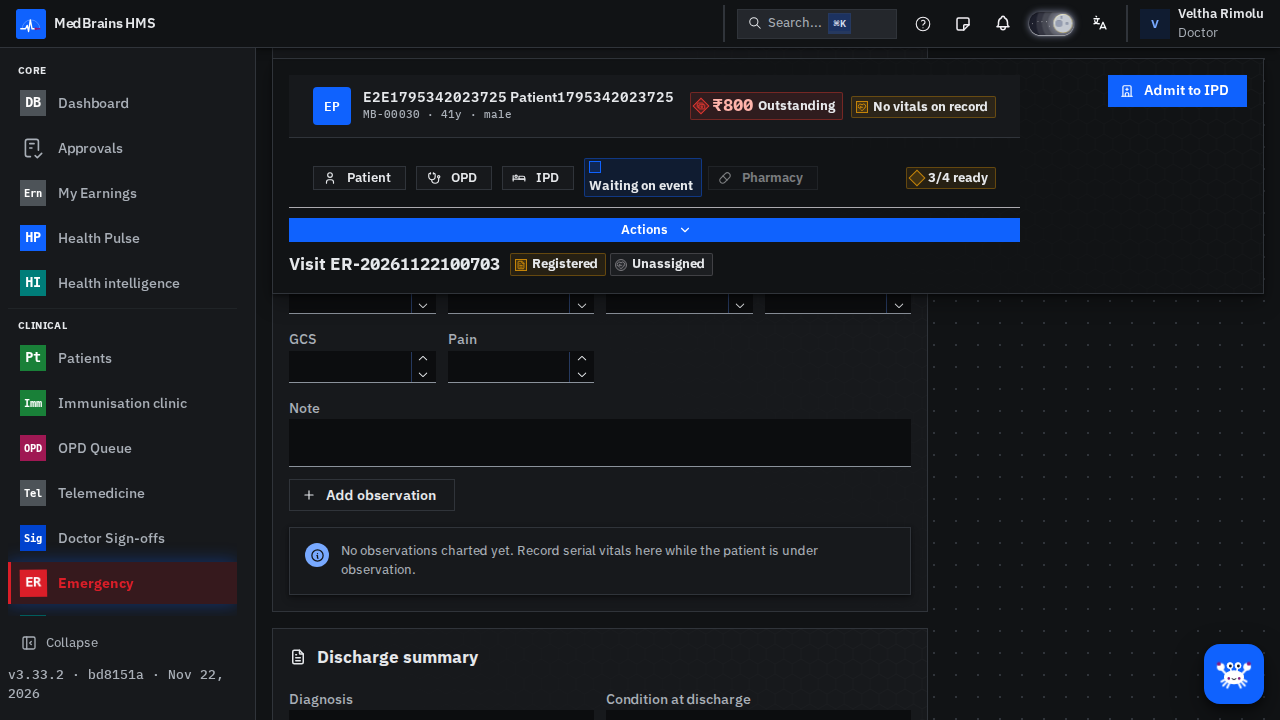 MedBrains HMS
Search... ⌘K
V
Veltha Rimolu
Doctor
CORE
DB Dashboard
Approvals
Ern My Earnings
HP Health Pulse
HI Health intelligence
CLINICAL
Pt Patients
Imm Immunisation clinic
OPD OPD Queue
Tel Telemedicine
Sig Doctor Sign-offs
ER Emergency
Collapse
v3.33.2 · bd8151a · Nov 22, 2026
EP
E2E1795342023725 Patient1795342023725
MB-00030 · 41y · male
₹800 Outstanding
No vitals on record
Admit to IPD
Patient
OPD
IPD
Waiting on event
Pharmacy
3/4 ready
Actions
Visit ER-20261122100703
Registered
Unassigned
GCS
Pain
Note
Add observation
No observations charted yet. Record serial vitals here while the patient is under
observation.
Discharge summary
Diagnosis
Condition at discharge